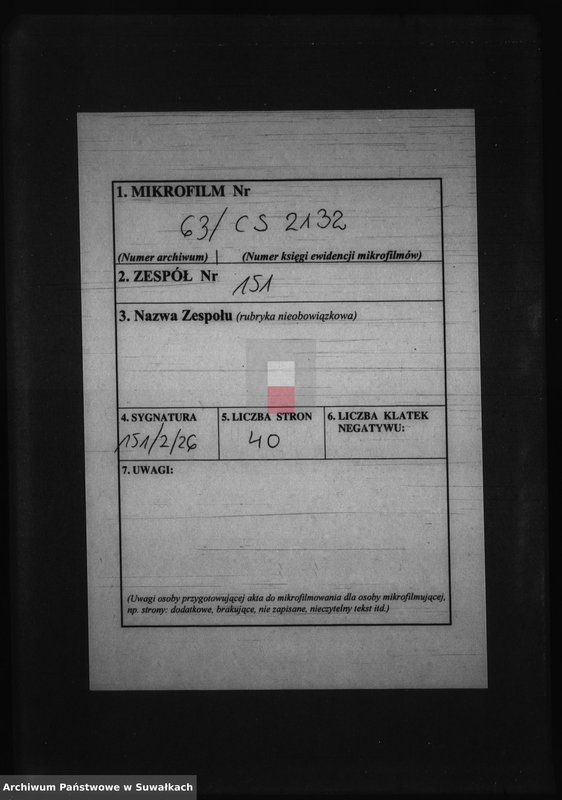 1. MIKROFILM Nr
63/ CS 2132
(Numer archiwum) (Numer księgi ewidencji mikrofilmów)
2. ZESPÓŁ Nr 151
3. Nazwa Zespołu (rubryka nieobowiązkowa)
4. SYGNATURA
151/2/26
5. LICZBA STRON
40
6. LICZBA KLATEK
NEGATYWU:
7. UWAGI:
(Uwagi osoby przygotowującej akta do mikrofilmowania dla osoby mikrofilmującej,
np. strony: dodatkowe, brakujące, nie zapisane, nieczytelny tekst itd.)
Archiwum Państwowe w Suwałkach